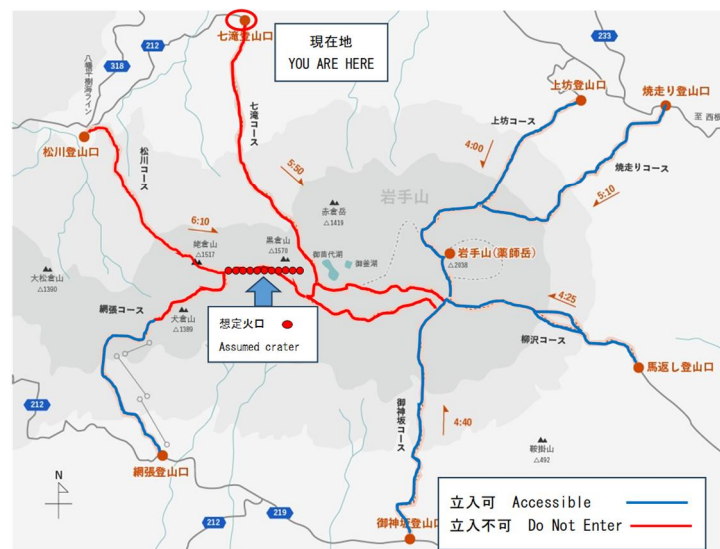 七滝登山口
現在地
YOU ARE HERE
212
318
八幡平樹海ライン
松川登山口
松川コース
七滝コース
5:50
6:10
233
上坊登山口
焼走り登山口
至 西根
上坊コース
4:00
焼走りコース
5:10
岩手山
赤倉岳
△1419
姥倉山
△1517
黒倉山
△1570
御苗代湖
御釜湖
岩手山(薬師岳)
△2038
大松倉山
△1390
網張コース
犬倉山
△1389
想定火口
Assumed crater
4:25
柳沢コース
馬返し登山口
212
網張登山口
御神坂コース
4:40
鞍掛山
△492
N
203
212
219
御神坂登山口
立入可 Accessible
立入不可 Do Not Enter